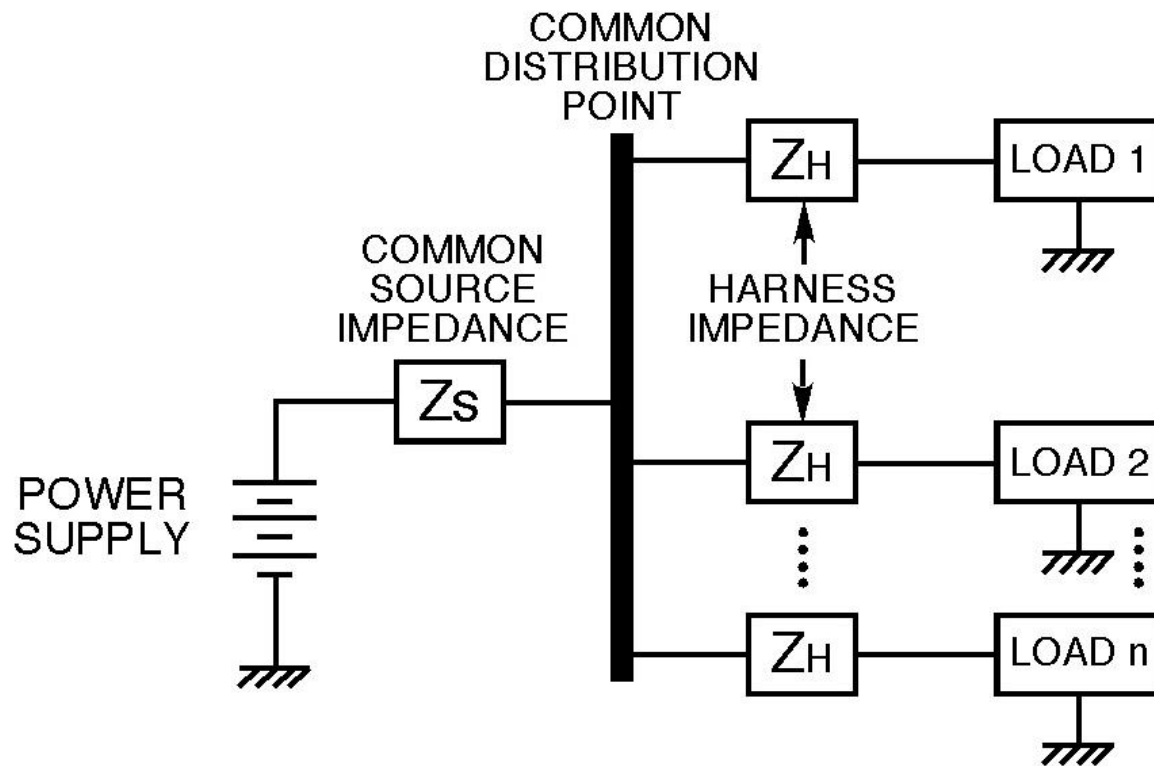 COMMON
DISTRIBUTION
POINT
ZH
LOAD 1
COMMON
SOURCE
IMPEDANCE
HARNESS
IMPEDANCE
ZS
ZH
LOAD 2
POWER
SUPPLY
ZH
LOAD n